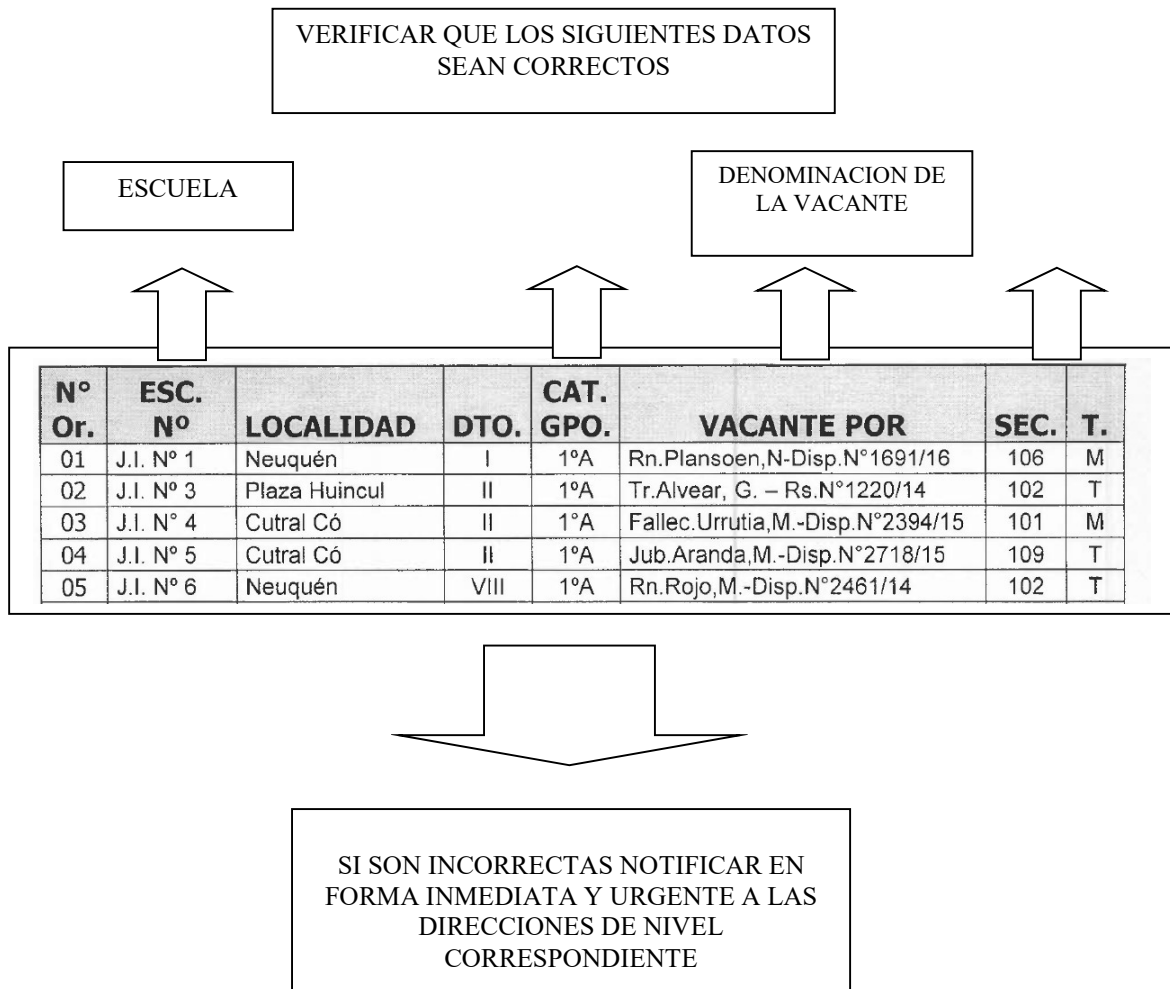 VERIFICAR QUE LOS SIGUIENTES DATOS
SEAN CORRECTOS
ESCUELA
DENOMINACION DE
LA VACANTE
N° Or. ESC. Nº LOCALIDAD DTO. CAT. GPO. VACANTE POR SEC. T.
01 J.I. Nº 1 Neuquén I 1ºA Rn.Plansoen,N-Disp.N°1691/16 106 M
02 J.I. Nº 3 Plaza Huincul II 1ºA Tr.Alvear, G. – Rs.N°1220/14 102 T
03 J.I. N° 4 Cutral Có II 1°A Fallec.Urrutia,M.-Disp.N°2394/15 101 M
04 J.I. Nº 5 Cutral Có II 1ºA Jub.Aranda,M.-Disp.N°2718/15 109 T
05 J.I. Nº 6 Neuquén VIII 1ºA Rn.Rojo,M.-Disp.N°2461/14 102 T
SI SON INCORRECTAS NOTIFICAR EN
FORMA INMEDIATA Y URGENTE A LAS
DIRECCIONES DE NIVEL
CORRESPONDIENTE